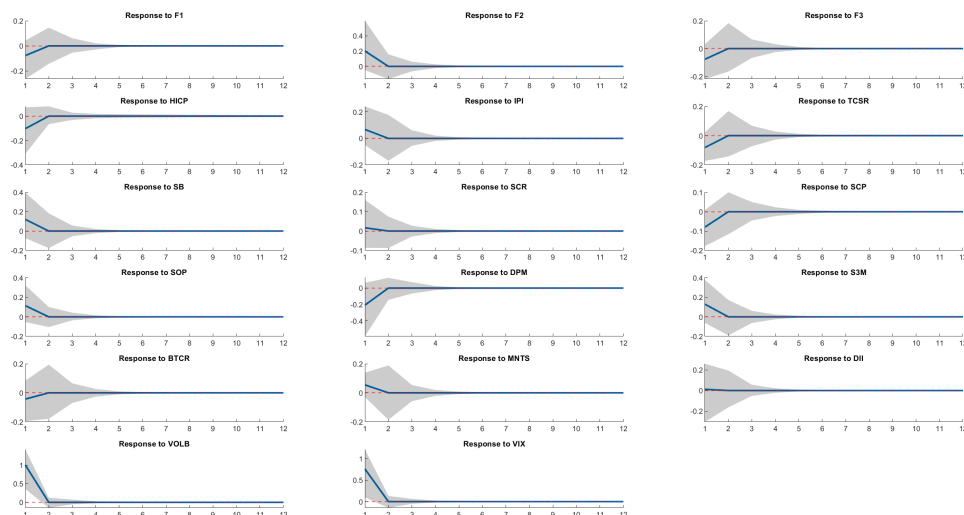 Response to F1
0.2
0
-0.2
1 2 3 4 5 6 7 8 9 10 11 12
Response to F2
0.4
0.2
0
1 2 3 4 5 6 7 8 9 10 11 12
Response to F3
0.2
0
-0.2
1 2 3 4 5 6 7 8 9 10 11 12
Response to HICP
0
-0.2
-0.4
1 2 3 4 5 6 7 8 9 10 11 12
Response to IPI
0.2
0
-0.2
1 2 3 4 5 6 7 8 9 10 11 12
Response to TCSR
0.2
0
-0.2
1 2 3 4 5 6 7 8 9 10 11 12
Response to SB
0.4
0.2
0
-0.2
1 2 3 4 5 6 7 8 9 10 11 12
Response to SCR
0.2
0.1
0
-0.1
1 2 3 4 5 6 7 8 9 10 11 12
Response to SCP
0.1
0
-0.1
-0.2
1 2 3 4 5 6 7 8 9 10 11 12
Response to SOP
0.4
0.2
0
1 2 3 4 5 6 7 8 9 10 11 12
Response to DPM
0
-0.2
-0.4
1 2 3 4 5 6 7 8 9 10 11 12
Response to S3M
0.4
0.2
0
1 2 3 4 5 6 7 8 9 10 11 12
Response to BTCR
0.2
0
-0.2
1 2 3 4 5 6 7 8 9 10 11 12
Response to MNTS
0.2
0
-0.2
1 2 3 4 5 6 7 8 9 10 11 12
Response to DII
0.2
0
-0.2
1 2 3 4 5 6 7 8 9 10 11 12
Response to VOLB
1
0.5
0
1 2 3 4 5 6 7 8 9 10 11 12
Response to VIX
1
0.5
0
1 2 3 4 5 6 7 8 9 10 11 12